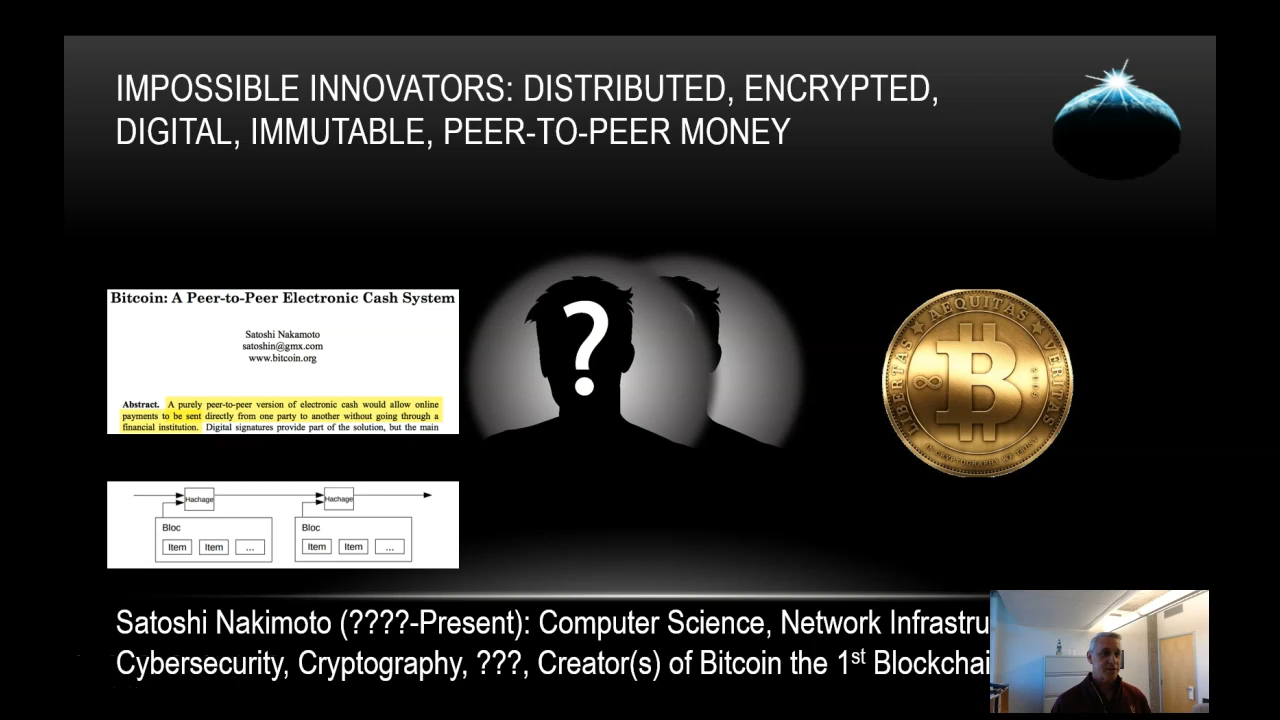 IMPOSSIBLE INNOVATORS: DISTRIBUTED, ENCRYPTED,
DIGITAL, IMMUTABLE, PEER-TO-PEER MONEY
Bitcoin: A Peer-to-Peer Electronic Cash System
Satoshi Nakamoto
satoshin@gmx.com
www.bitcoin.org
Abstract. A purely peer-to-peer version of electronic cash would allow online
payments to be sent directly from one party to another without going through a
financial institution. Digital signatures provide part of the solution, but the main
?
LIBERTAS ★ AEQUITAS ★ VERITAS
B
IN CRYPTOGRAPHY WE TRUST
Hachage Hachage
Bloc Bloc
Item Item ... Item Item ...
Satoshi Nakimoto (????-Present): Computer Science, Network Infrastru
Cybersecurity, Cryptography, ???, Creator(s) of Bitcoin the 1st Blockchai